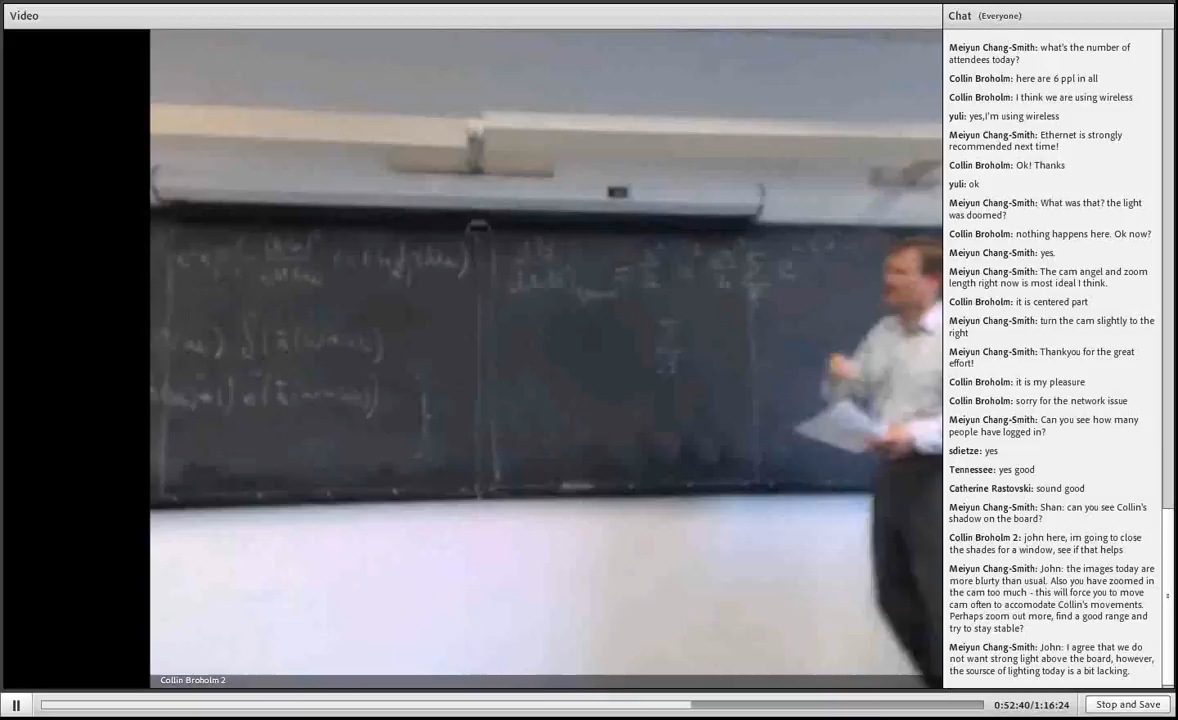 Video
Chat (Everyone)
Meiyun Chang-Smith: what's the number of
attendees today?
Collin Broholm: here are 6 ppl in all
Collin Broholm: I think we are using wireless
yuli: yes,I'm using wireless
Meiyun Chang-Smith: Ethernet is strongly
recommended next time!
Collin Broholm: Ok! Thanks
yuli: ok
Meiyun Chang-Smith: What was that? the light
was doomed?
Collin Broholm: nothing happens here. Ok now?
Meiyun Chang-Smith: yes.
Meiyun Chang-Smith: The cam angel and zoom
length right now is most ideal I think.
Collin Broholm: it is centered part
Meiyun Chang-Smith: turn the cam slightly to the
right
Meiyun Chang-Smith: Thankyou for the great
effort!
Collin Broholm: it is my pleasure
Collin Broholm: sorry for the network issue
Meiyun Chang-Smith: Can you see how many
people have logged in?
sdietze: yes
Tennessee: yes good
Catherine Rastovski: sound good
Meiyun Chang-Smith: Shan: can you see Collin's
shadow on the board?
Collin Broholm 2: john here, im going to close
the shades for a window, see if that helps
Meiyun Chang-Smith: John: the images today are
more blurty than usual. Also you have zoomed in
the cam too much - this will force you to move
cam often to accomodate Collin's movements.
Perhaps zoom out more, find a good range and
try to stay stable?
Meiyun Chang-Smith: John: I agree that we do
not want strong light above the board, however,
the soursce of lighting today is a bit lacking.
Collin Broholm 2
0:52:40/1:16:24
Stop and Save